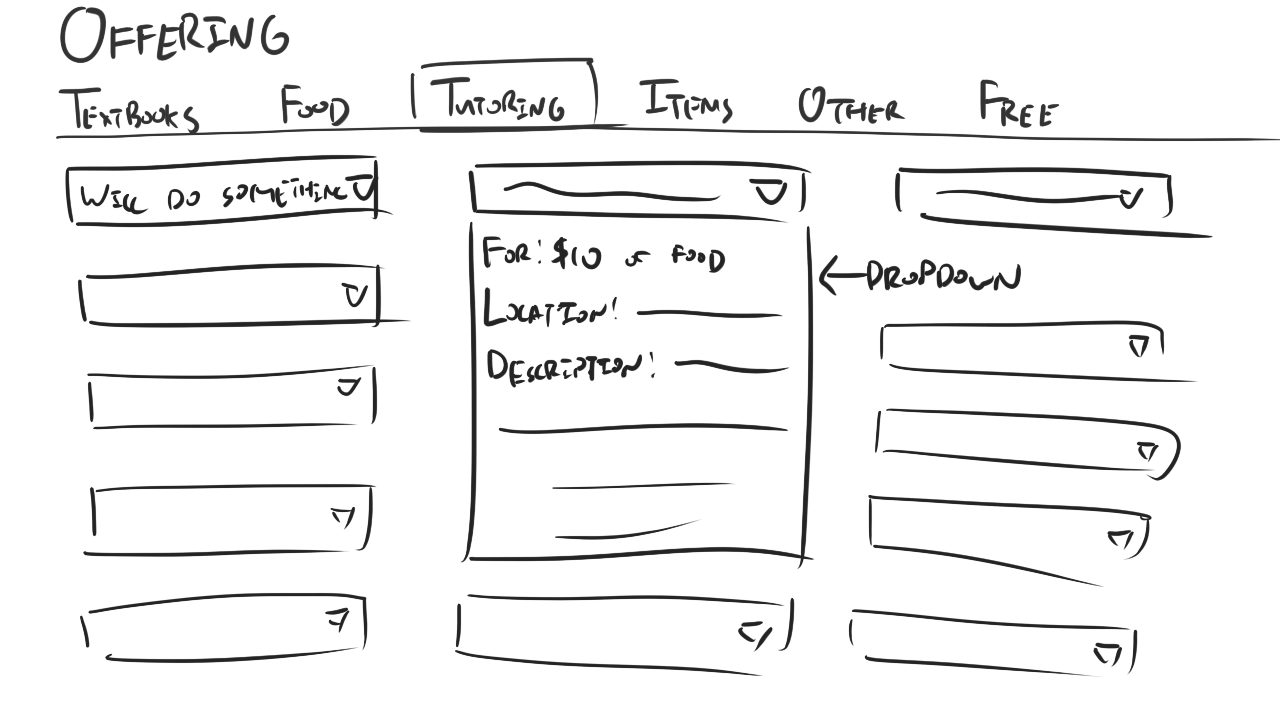 OFFERING
TEXTBOOKS FOOD TUTORING ITEMS OTHER FREE
WILL DO SOMETHING
FOR: $10 OF FOOD
LOCATION:
DESCRIPTION:
←DROPDOWN